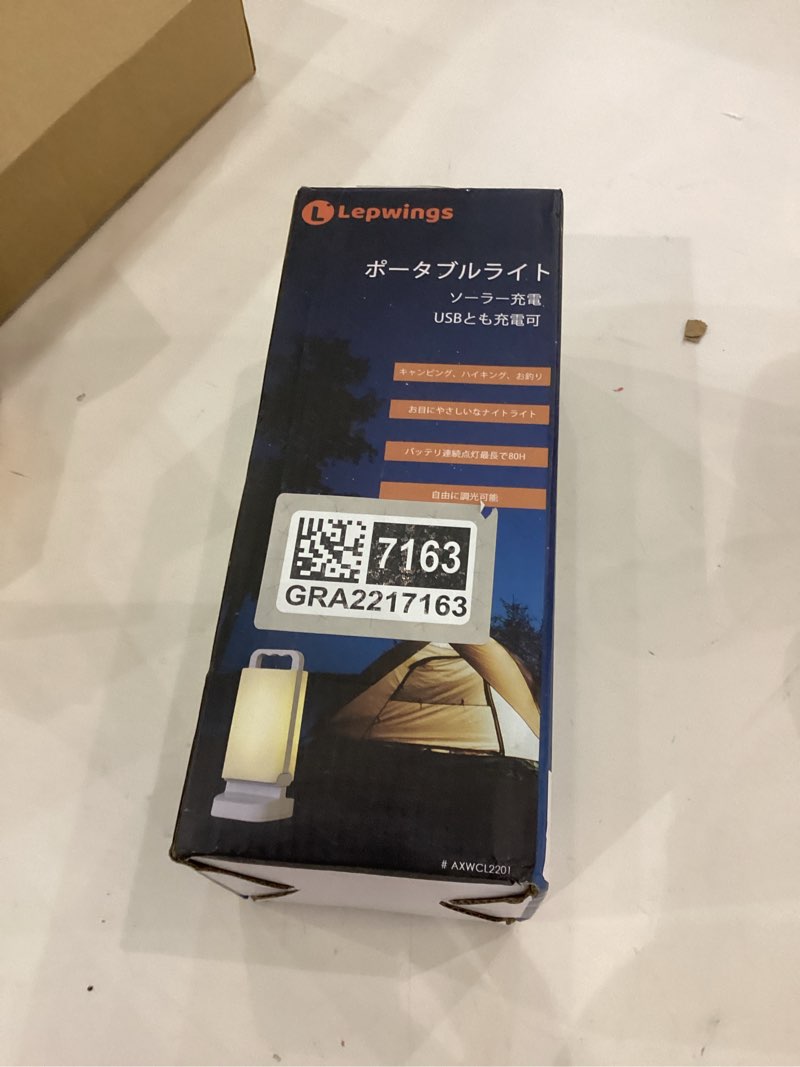 Lepwings
ポータブルライト
ソーラー充電
USBとも充電可
キャンピング、ハイキング、お釣り
お目にやさしいなナイトライト
バッテリ連続点灯最長で80H
自由に調光可能
7163
GRA2217163
# AXWCL2201